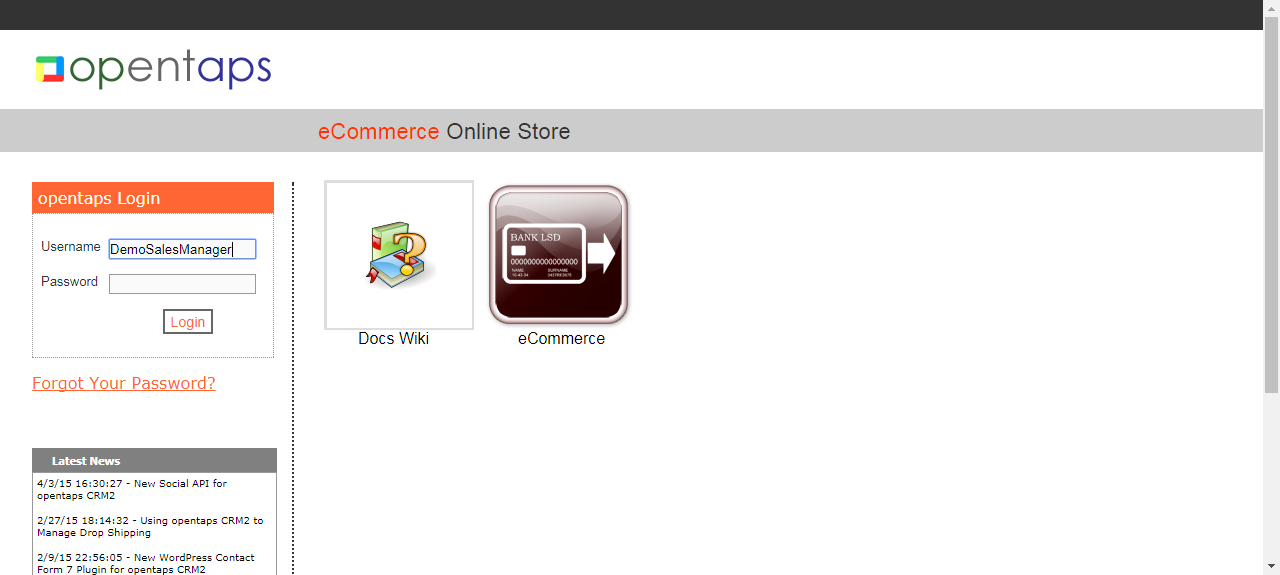 opentaps
eCommerce Online Store
opentaps Login
Username DemoSalesManager
Password
Login
Forgot Your Password?
BANK LSD
0000000000000000
NAME SURNAME
Docs Wiki
eCommerce
Latest News
4/3/15 16:30:27 - New Social API for
opentaps CRM2
2/27/15 18:14:32 - Using opentaps CRM2 to
Manage Drop Shipping
2/9/15 22:56:05 - New WordPress Contact
Form 7 Plugin for opentaps CRM2